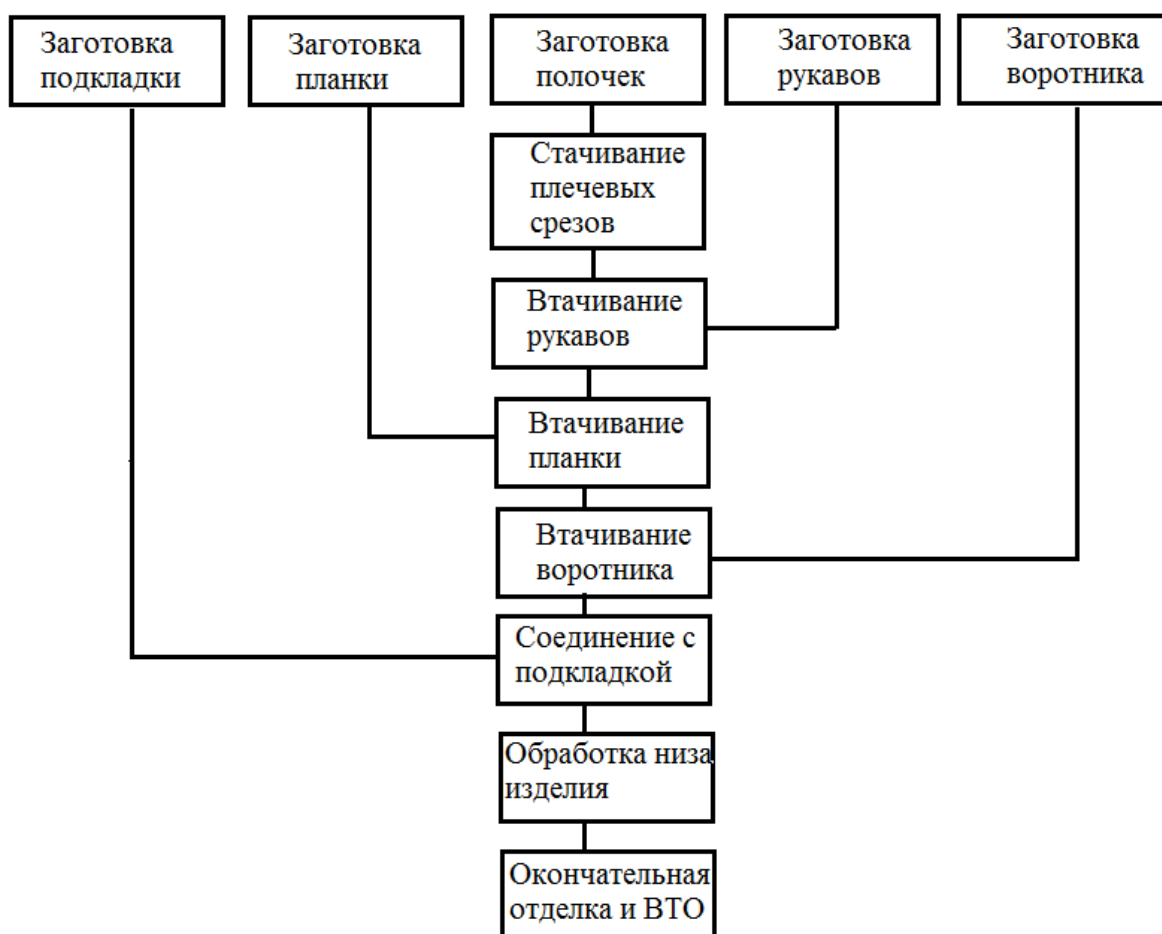 Заготовка
подкладки
Заготовка
планки
Заготовка
полочек
Заготовка
рукавов
Заготовка
воротника
Стачивание
плечевых
срезов
Втачивание
рукавов
Втачивание
планки
Втачивание
воротника
Соединение с
подкладкой
Обработка низа
изделия
Окончательная
отделка и ВТО